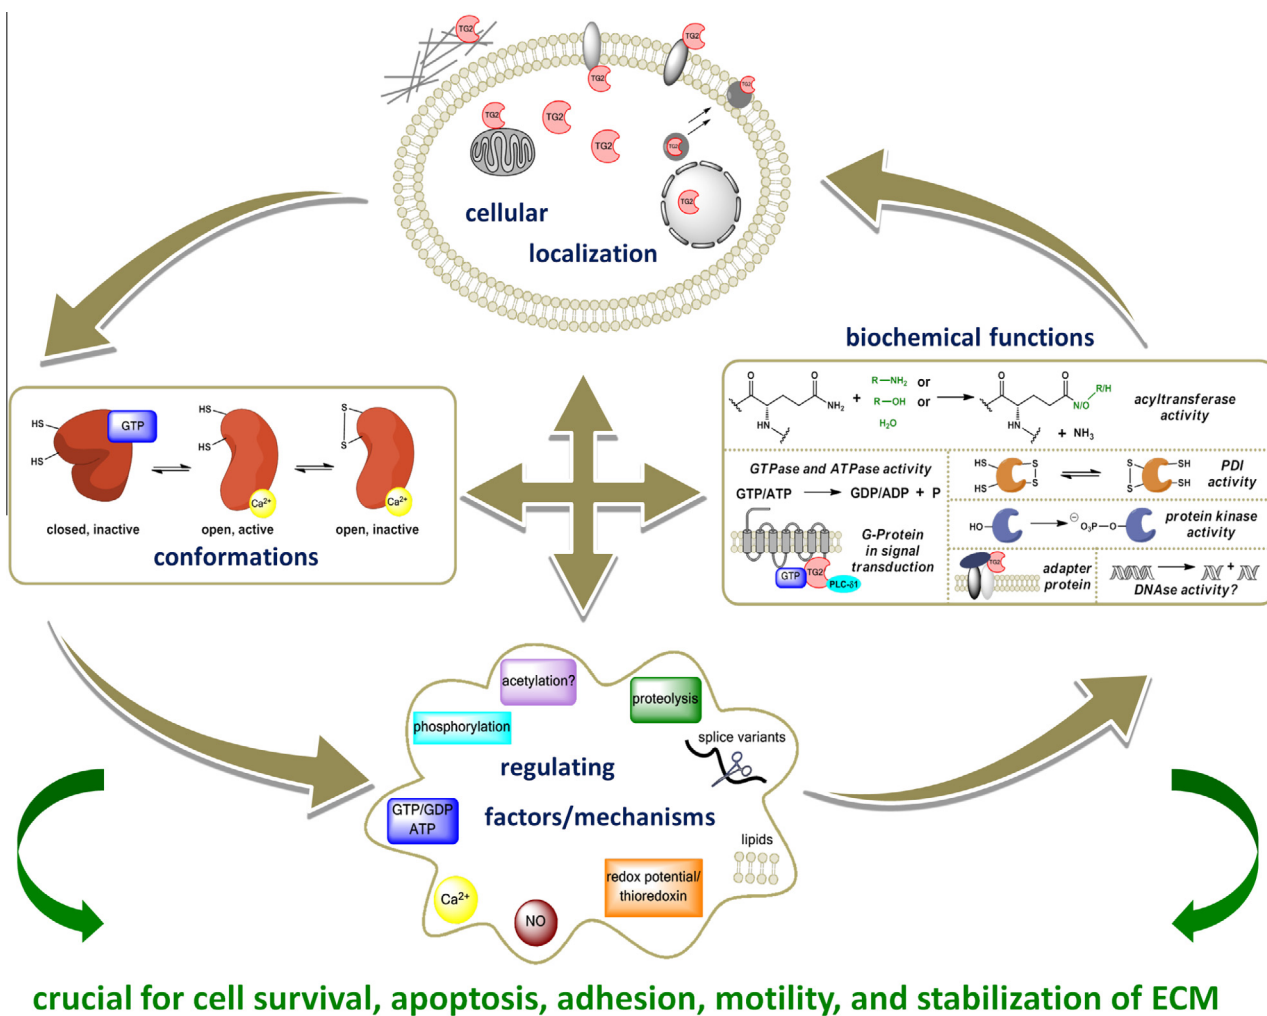 TG2
TG2
TG2
TG2
TG2
TG2
TG2
TG2
TG2
cellular
localization
biochemical functions
HS
HS
GTP
HS
HS
Ca²⁺
S
S
Ca²⁺
closed, inactive
open, active
open, inactive
conformations
O
O
NH₂
HN
+
R—NH₂ or
R—OH or
H₂O
O
O
R/H
N/O
HN
+ NH₃
acyltransferase
activity
GTPase and ATPase activity
GTP/ATP
GDP/ADP + P
G-Protein
in signal
transduction
GTP
TG2
PLC-δ1
HS
HS
S
S
S
S
SH
SH
PDI
activity
HO
⊖
O₃P—O
protein kinase
activity
TG2
adapter
protein
+
DNAse activity?
acetylation?
proteolysis
phosphorylation
splice variants
regulating
factors/mechanisms
GTP/GDP
ATP
lipids
redox potential/
thioredoxin
Ca²⁺
NO
crucial for cell survival, apoptosis, adhesion, motility, and stabilization of ECM